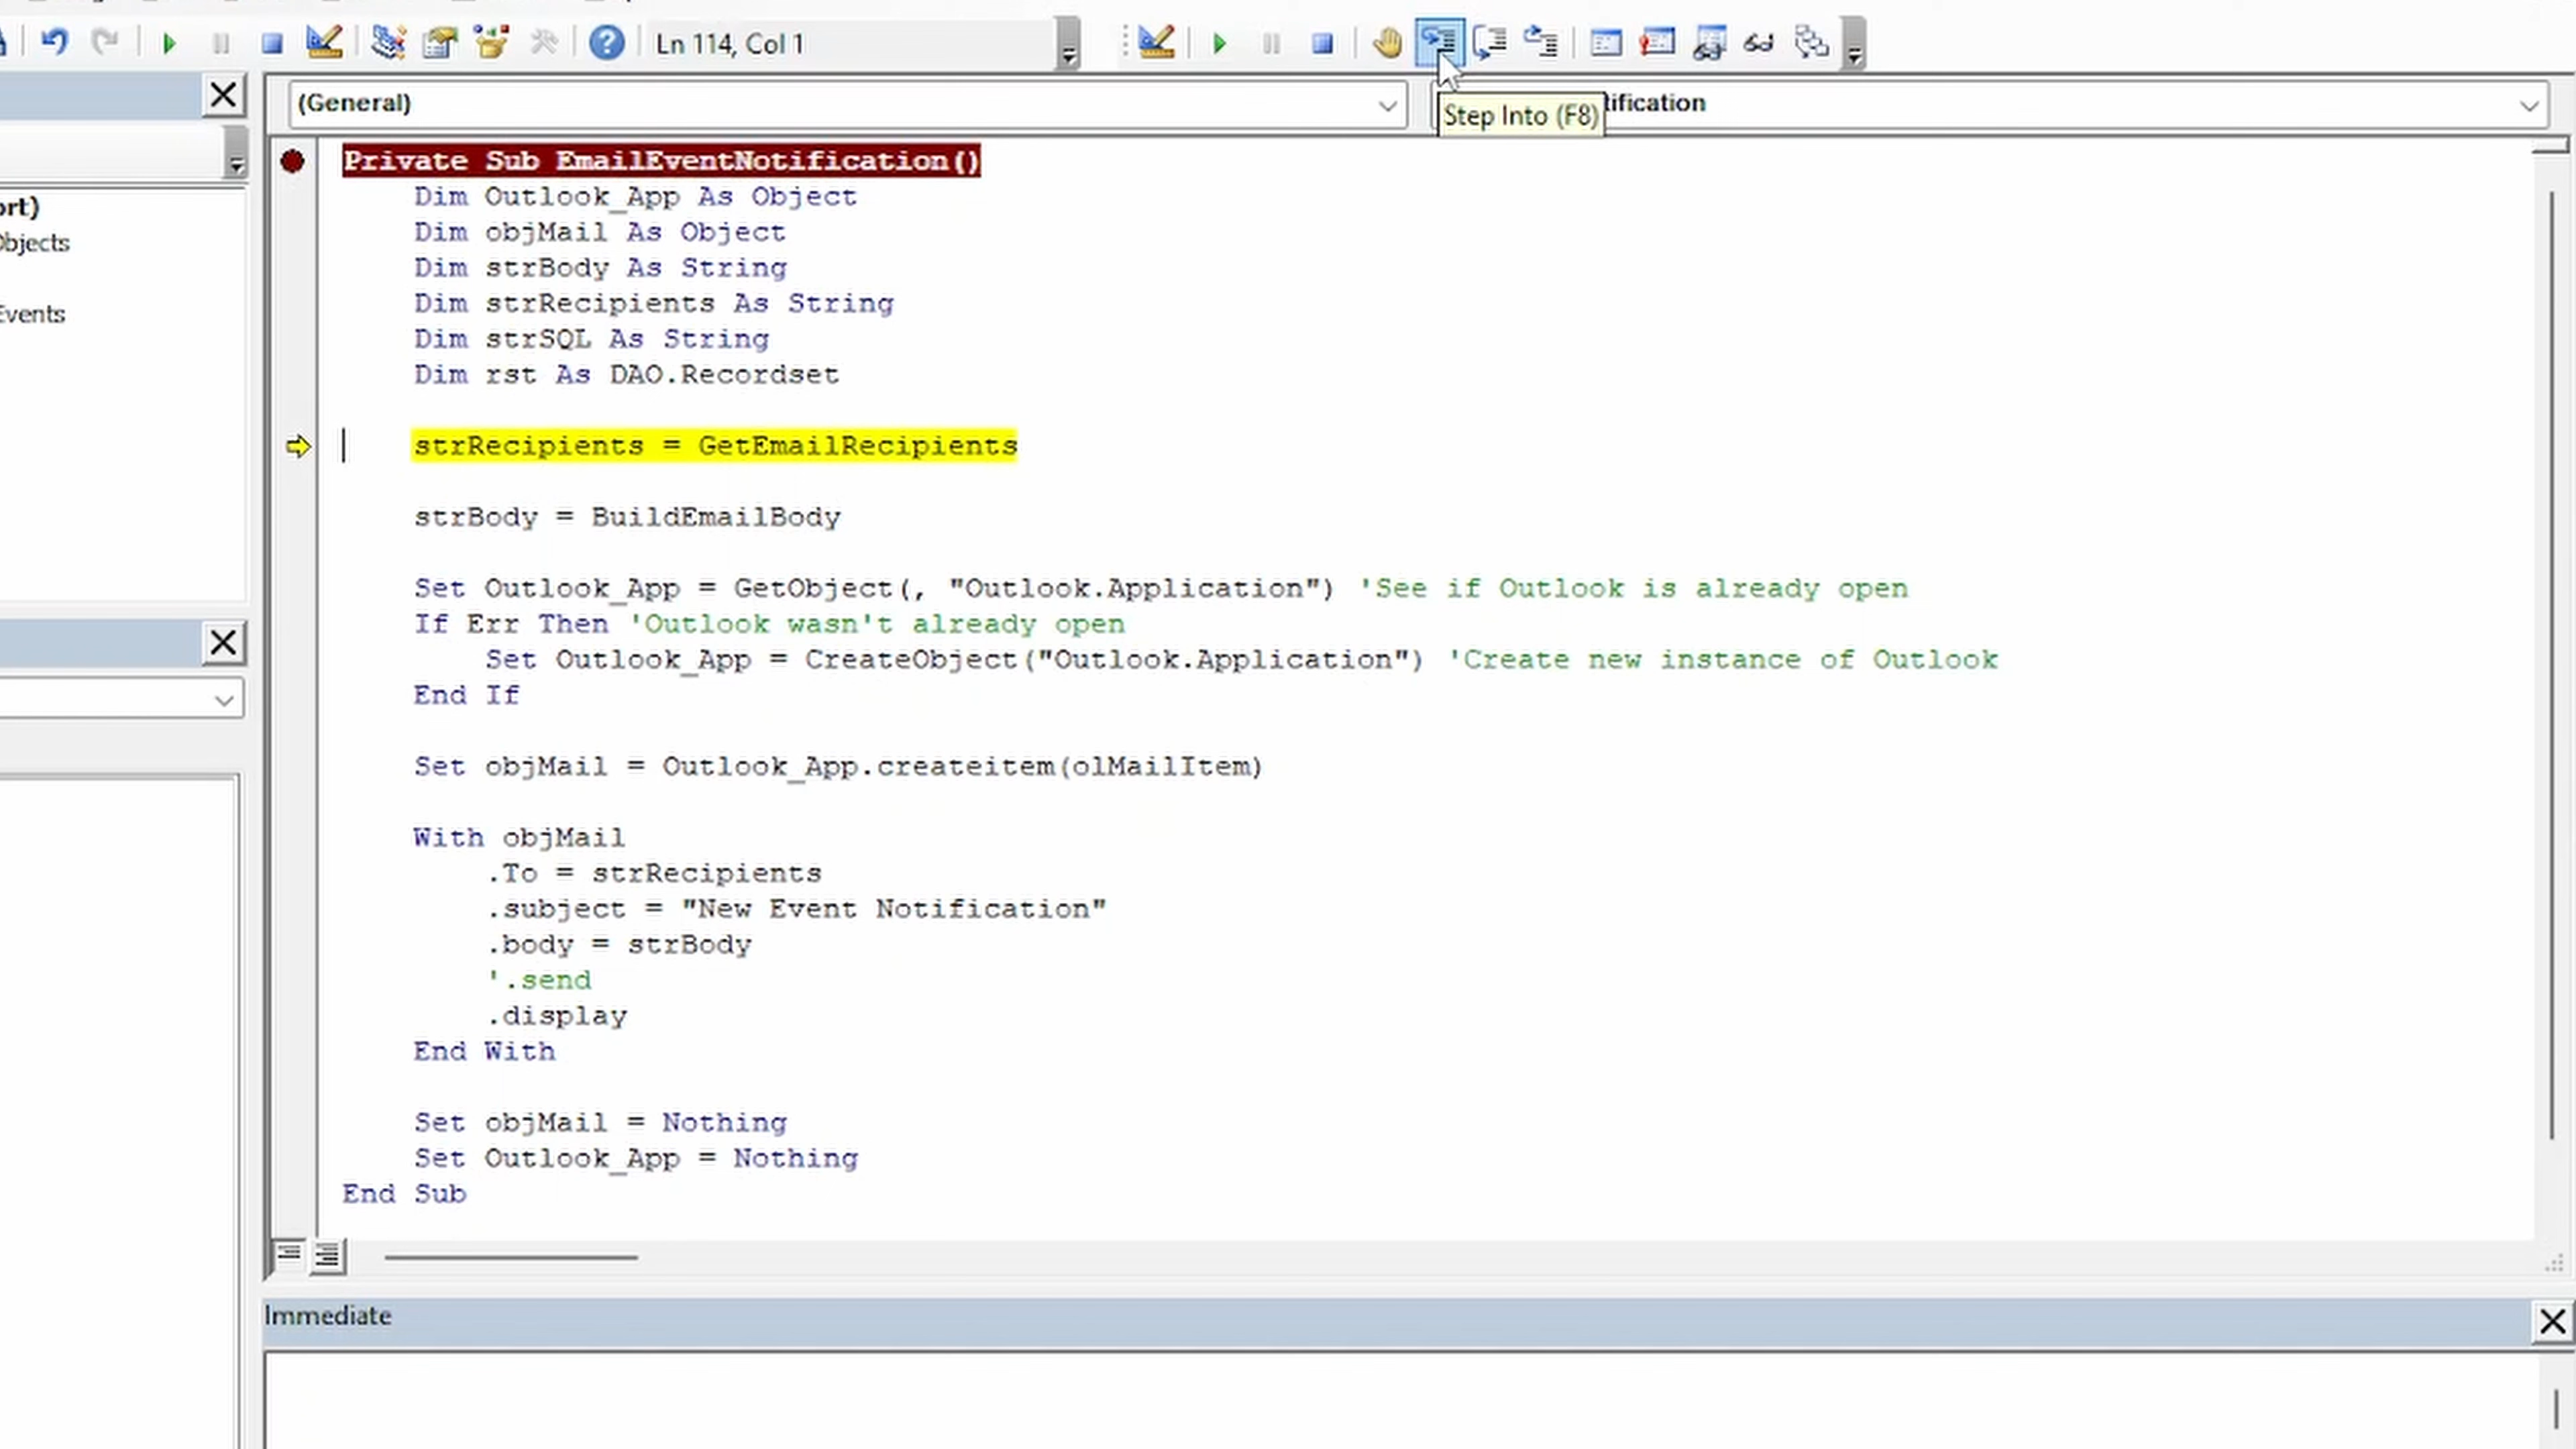 Ln 114, Col 1
(General)
Step Into (F8)
tification
ort)
Objects
Events
Private Sub EmailEventNotification()
Dim Outlook_App As Object
Dim objMail As Object
Dim strBody As String
Dim strRecipients As String
Dim strSQL As String
Dim rst As DAO.Recordset
strRecipients = GetEmailRecipients
strBody = BuildEmailBody
Set Outlook_App = GetObject(, "Outlook.Application") 'See if Outlook is already open
If Err Then 'Outlook wasn't already open
Set Outlook_App = CreateObject("Outlook.Application") 'Create new instance of Outlook
End If
Set objMail = Outlook_App.createitem(olMailItem)
With objMail
.To = strRecipients
.subject = "New Event Notification"
.body = strBody
'.send
.display
End With
Set objMail = Nothing
Set Outlook_App = Nothing
End Sub
Immediate